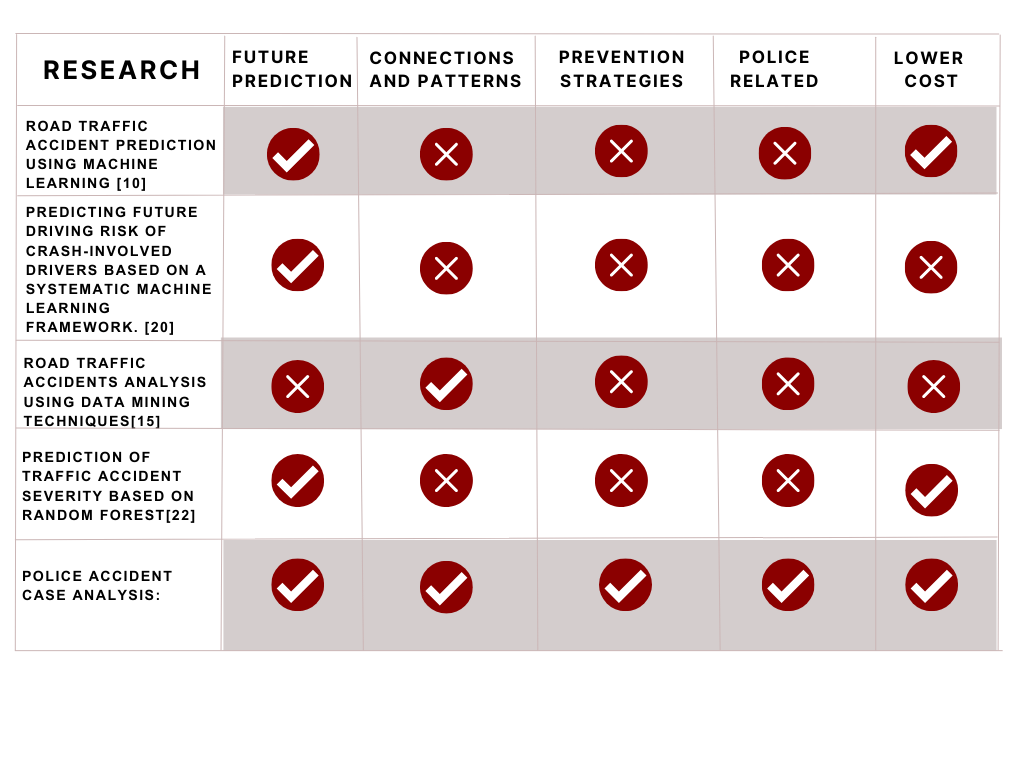 RESEARCH
FUTURE
PREDICTION
CONNECTIONS
AND PATTERNS
PREVENTION
STRATEGIES
POLICE
RELATED
LOWER
COST
ROAD TRAFFIC
ACCIDENT PREDICTION
USING MACHINE
LEARNING [10]
PREDICTING FUTURE
DRIVING RISK OF
CRASH-INVOLVED
DRIVERS BASED ON A
SYSTEMATIC MACHINE
LEARNING
FRAMEWORK. [20]
ROAD TRAFFIC
ACCIDENTS ANALYSIS
USING DATA MINING
TECHNIQUES[15]
PREDICTION OF
TRAFFIC ACCIDENT
SEVERITY BASED ON
RANDOM FOREST[22]
POLICE ACCIDENT
CASE ANALYSIS: